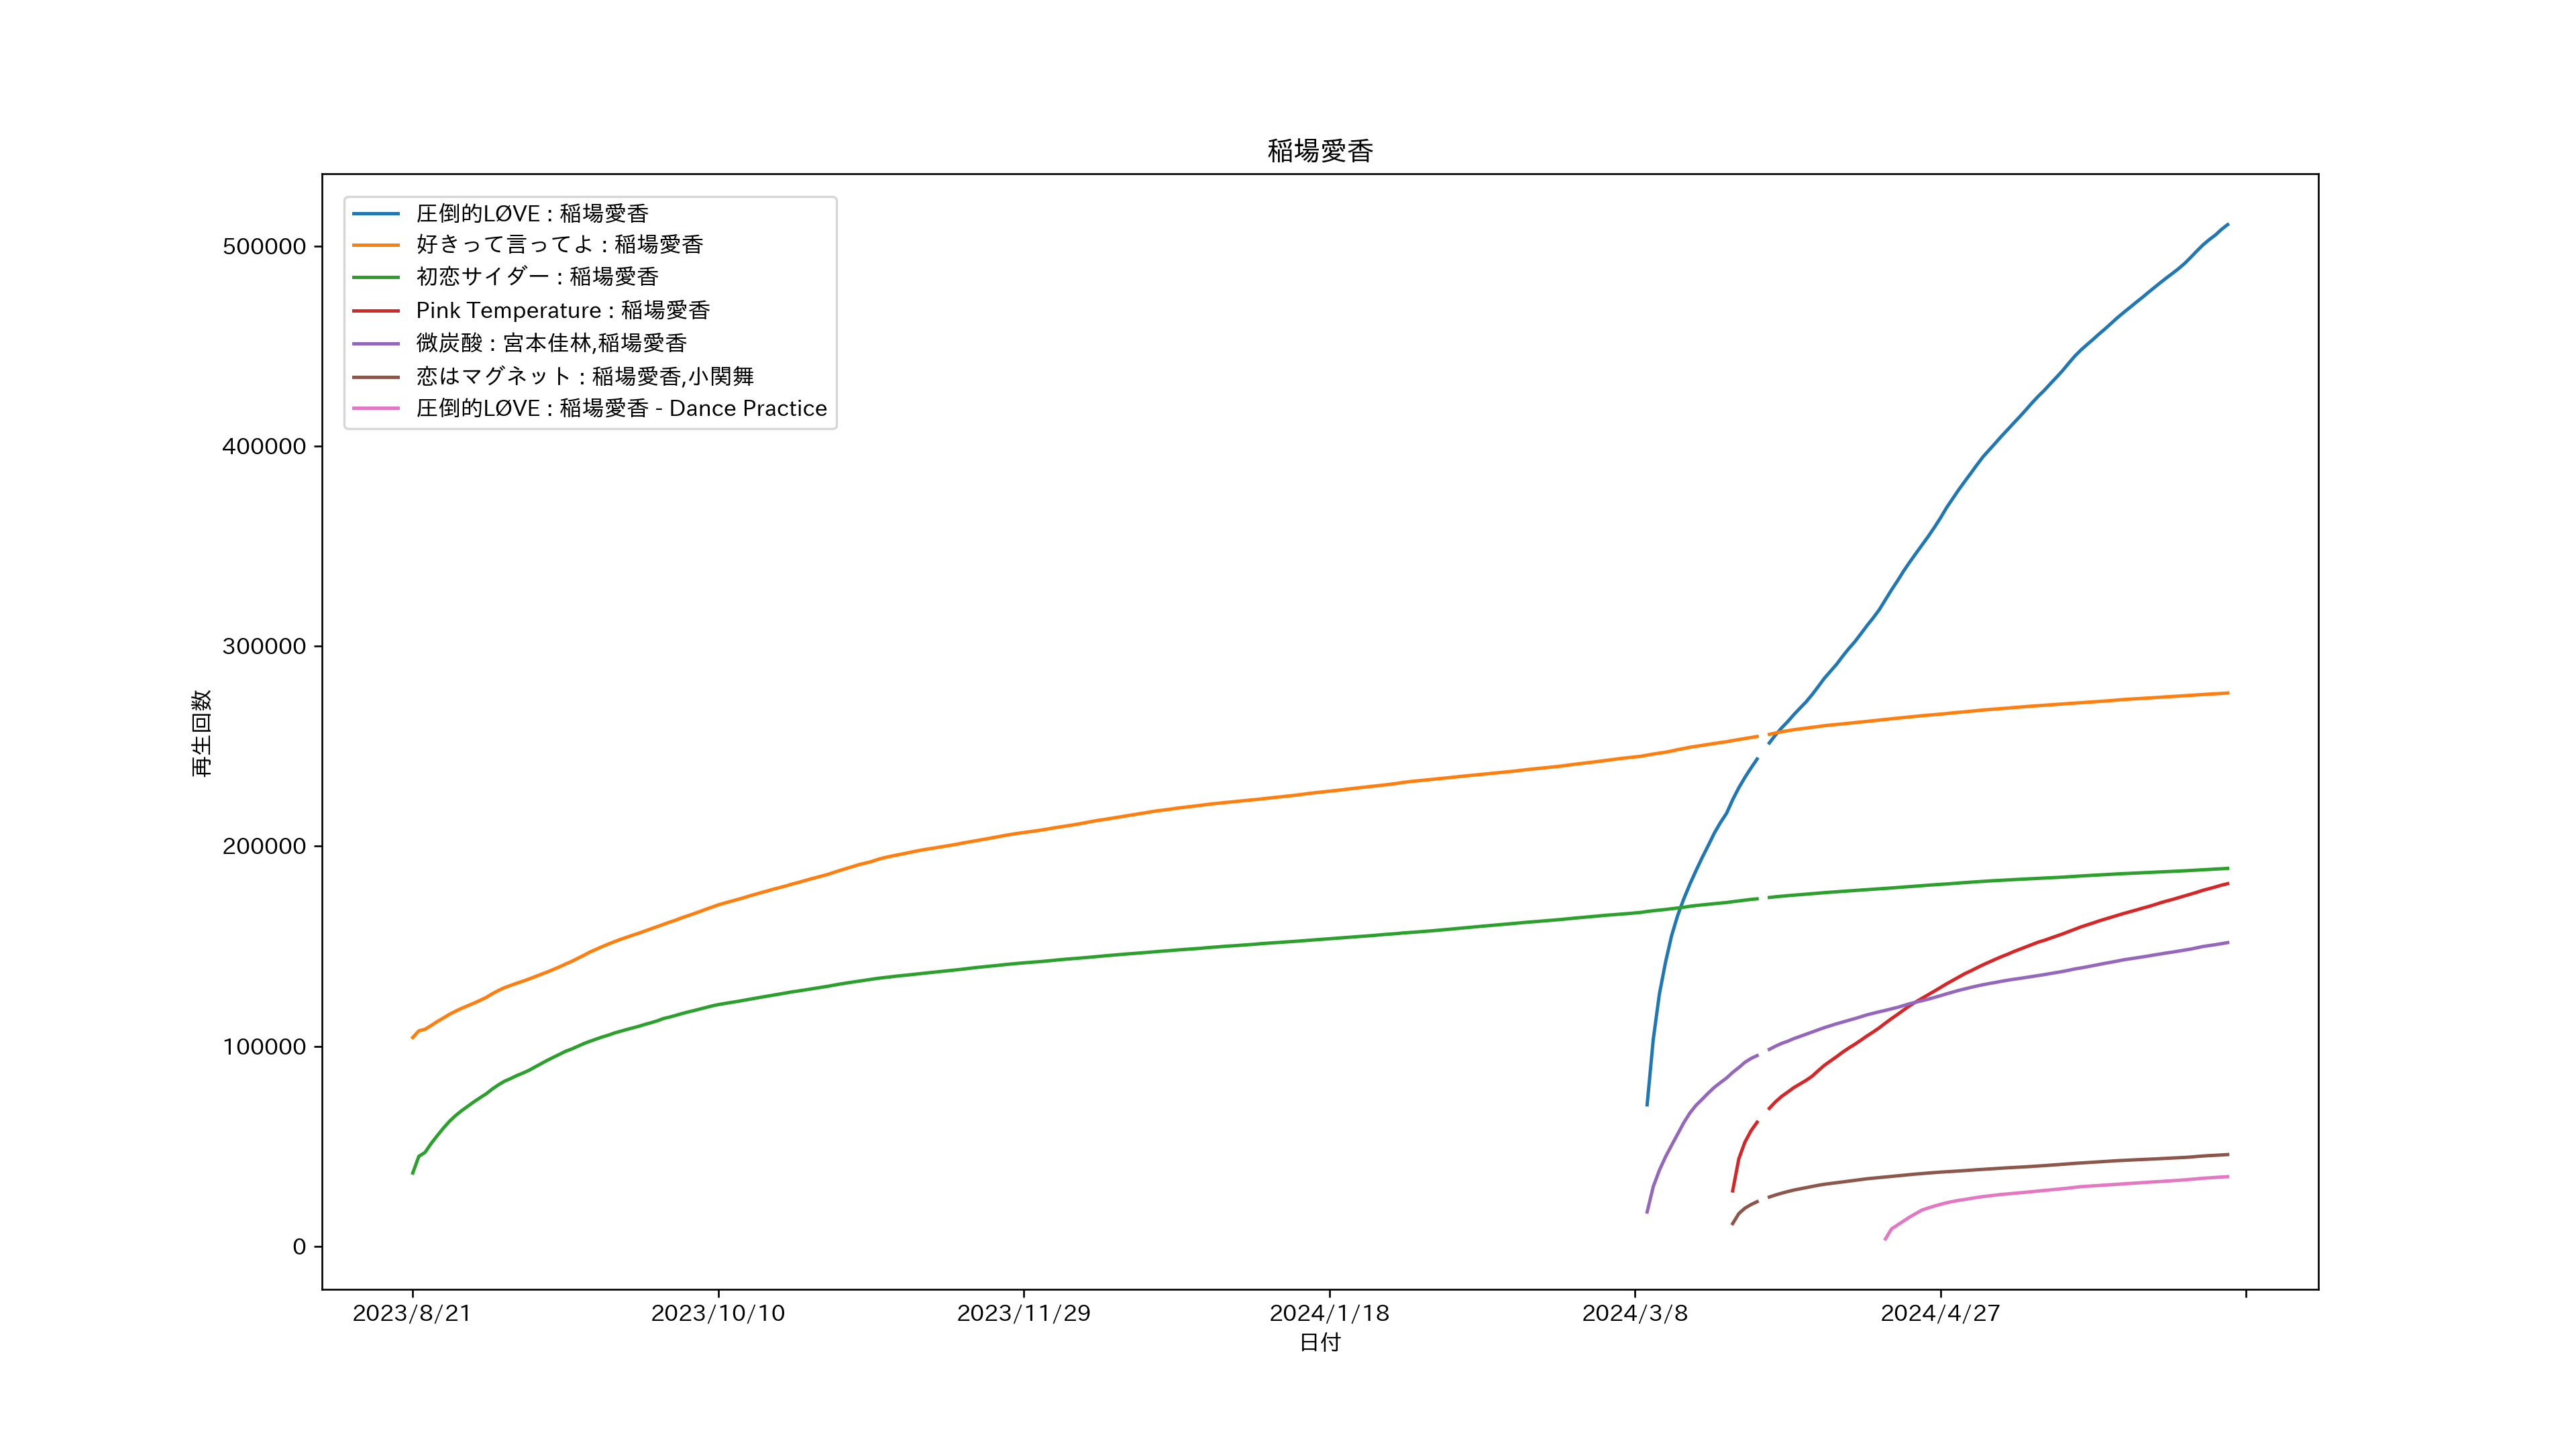 稲場愛香
圧倒的LØVE : 稲場愛香
好きって言ってよ : 稲場愛香
初恋サイダー : 稲場愛香
Pink Temperature : 稲場愛香
微炭酸 : 宮本佳林,稲場愛香
恋はマグネット : 稲場愛香,小関舞
圧倒的LØVE : 稲場愛香 - Dance Practice
500000
400000
300000
200000
100000
0
再生回数
2023/8/21 2023/10/10 2023/11/29 2024/1/18 2024/3/8 2024/4/27
日付